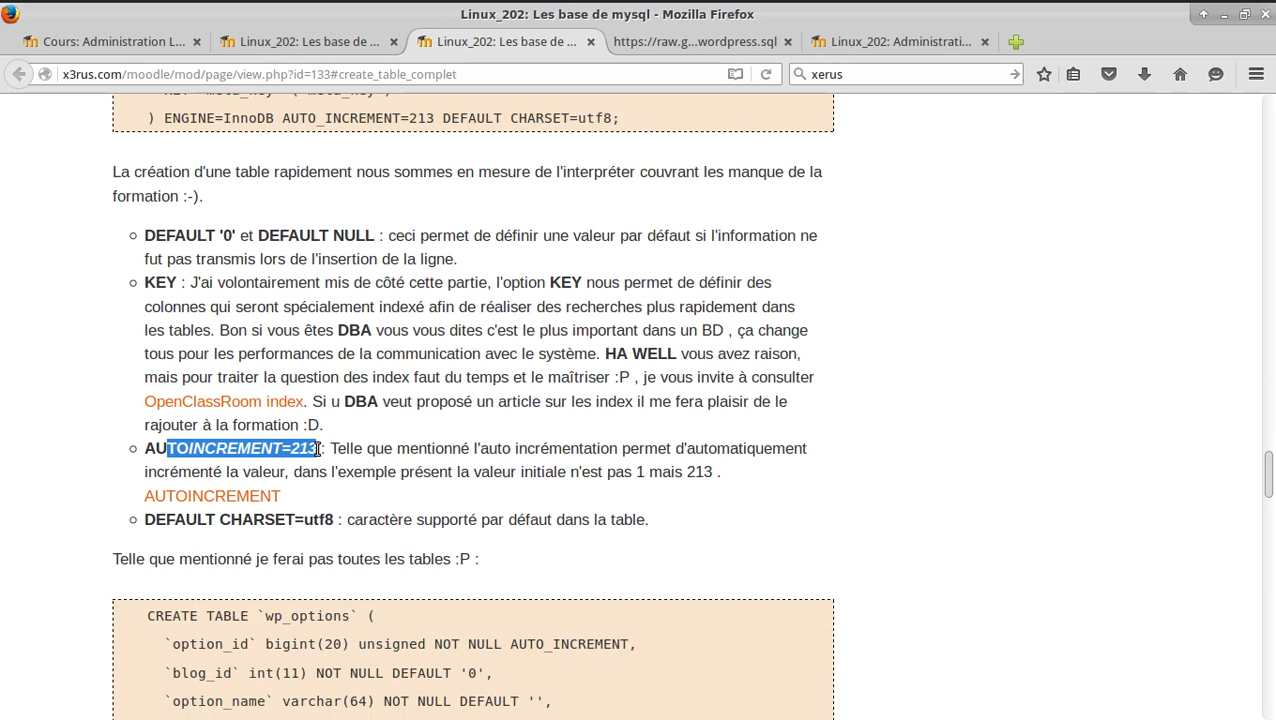 Linux_202: Les base de mysql - Mozilla Firefox
Cours: Administration L... Linux_202: Les base de ... Linux_202: Les base de ... https://raw.g...wordpress.sql Linux_202: Administrati...
x3rus.com/moodle/mod/page/view.php?id=133#create_table_complet xerus
) ENGINE=InnoDB AUTO_INCREMENT=213 DEFAULT CHARSET=utf8;
La création d'une table rapidement nous sommes en mesure de l'interpréter couvrant les manque de la
formation :-).
DEFAULT '0' et DEFAULT NULL : ceci permet de définir une valeur par défaut si l'information ne
fut pas transmis lors de l'insertion de la ligne.
KEY : J'ai volontairement mis de côté cette partie, l'option KEY nous permet de définir des
colonnes qui seront spécialement indexé afin de réaliser des recherches plus rapidement dans
les tables. Bon si vous êtes DBA vous vous dites c'est le plus important dans un BD , ça change
tous pour les performances de la communication avec le système. HA WELL vous avez raison,
mais pour traiter la question des index faut du temps et le maîtriser :P , je vous invite à consulter
OpenClassRoom index. Si u DBA veut proposé un article sur les index il me fera plaisir de le
rajouter à la formation :D.
AUTOINCREMENT=213 : Telle que mentionné l'auto incrémentation permet d'automatiquement
incrémenté la valeur, dans l'exemple présent la valeur initiale n'est pas 1 mais 213 .
AUTOINCREMENT
DEFAULT CHARSET=utf8 : caractère supporté par défaut dans la table.
Telle que mentionné je ferai pas toutes les tables :P :
CREATE TABLE `wp_options` (
`option_id` bigint(20) unsigned NOT NULL AUTO_INCREMENT,
`blog_id` int(11) NOT NULL DEFAULT '0',
`option_name` varchar(64) NOT NULL DEFAULT '',